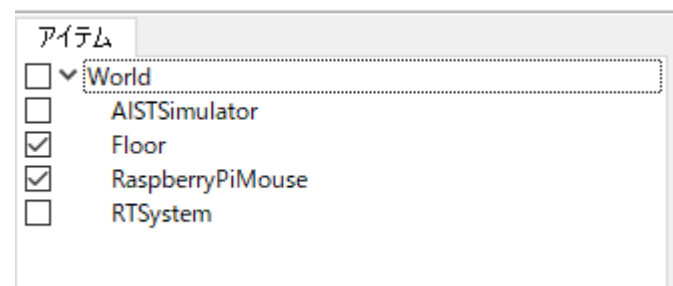 アイテム
World
AISTSimulator
Floor
RaspberryPiMouse
RTSystem